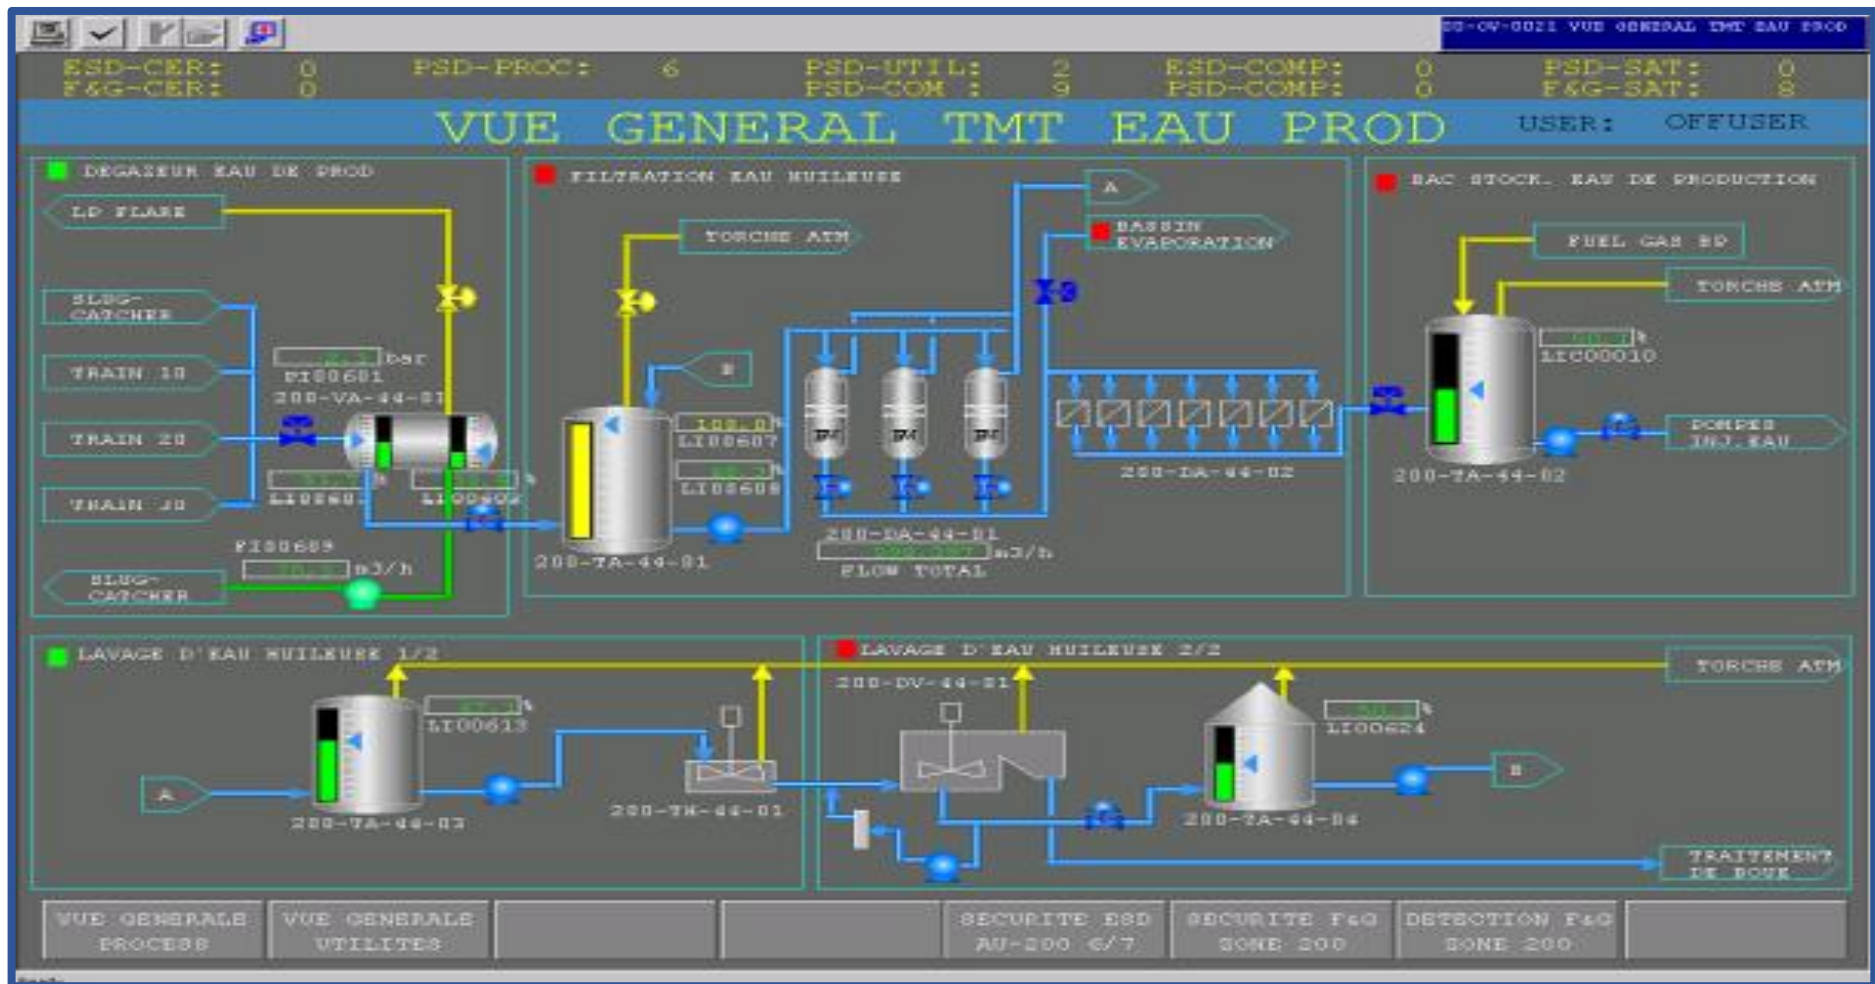 VUE GENERAL TMT EAU PROD
ESD-CER: 0
PSD-PROC: 6
PSD-UTIL: 2
ESD-COMP: 0
PSD-SAT: 0
F&G-CER: 0
PSD-COM : 9
PSD-COMP: 0
F&G-SAT: 8
VUE GENERAL TMT EAU PROD
USER: OFFUSER
DEGAZEUR EAU DE PROD
LP FLARE
SLUG-
CATCHER
TRAIN 10
TRAIN 20
TRAIN 30
bar
PI00601
200-VA-44-01
FI00609
m3/h
SLUG-
CATCHER
FILTRATION EAU HUILEUSE
TORCHE ATM
A
BASSIN
EVAPORATION
B
100.0%
LI00607
LI00608
200-TA-44-01
200-DA-44-01
m3/h
FLOW TOTAL
200-DA-44-02
BAC STOCK. EAU DE PRODUCTION
FUEL GAS BP
TORCHE ATM
%
LIC00010
POMPES
INJ.EAU
200-TA-44-02
LAVAGE D'EAU HUILEUSE 1/2
%
LI00613
A
200-TA-44-03
200-TH-44-01
LAVAGE D'EAU HUILEUSE 2/2
200-DV-44-01
TORCHE ATM
%
LI00624
B
200-TA-44-04
TRAITEMENT
DE BOUE
VUE GENERALE
PROCESS
VUE GENERALE
UTILITES
SECURITE ESD
AU-200 6/7
SECURITE F&G
ZONE 200
DETECTION F&G
ZONE 200